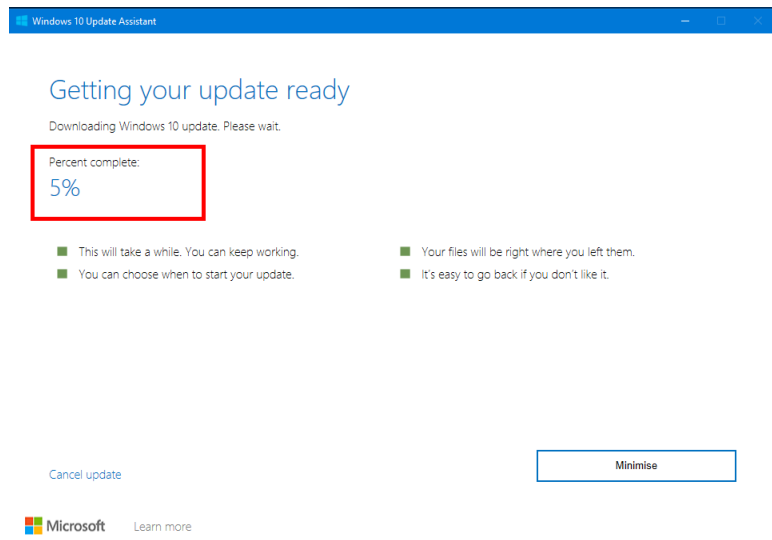 Windows 10 Update Assistant
Getting your update ready
Downloading Windows 10 update. Please wait.
Percent complete:
5%
This will take a while. You can keep working.
You can choose when to start your update.
Your files will be right where you left them.
It's easy to go back if you don't like it.
Cancel update
Minimise
Microsoft
Learn more